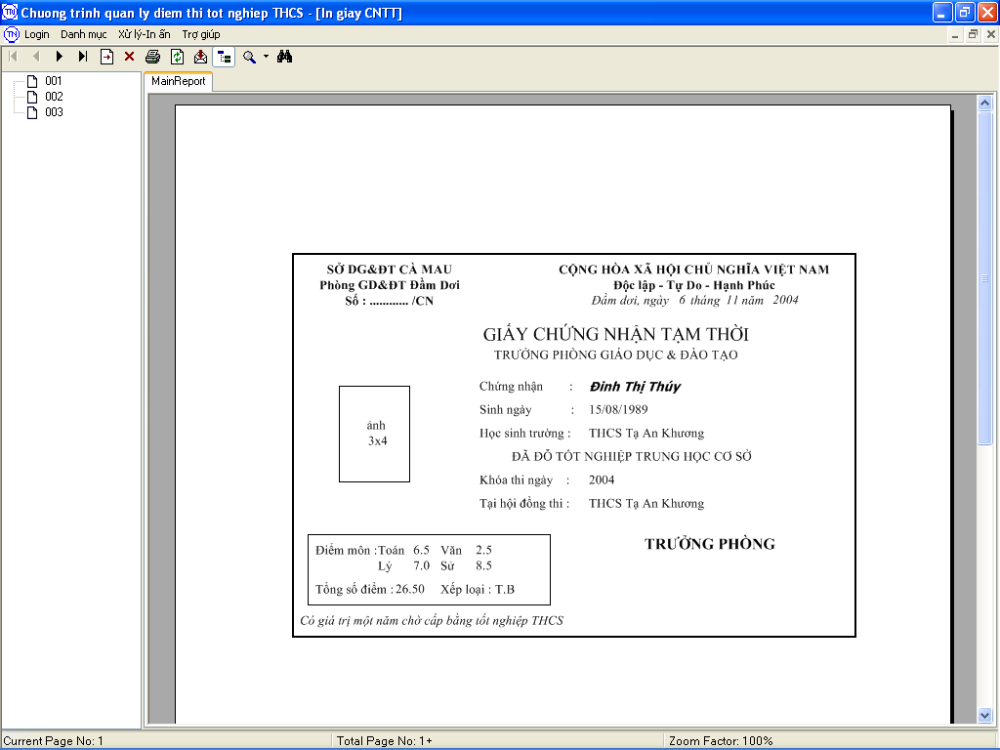 Chuong trinh quan ly diem thi tot nghiep THCS - [In giay CNTT]
Login Danh mục Xử lý-In ấn Trợ giúp
001
002
003
MainReport
SỞ DG&ĐT CÀ MAU
Phòng GD&ĐT Đầm Dơi
Số : ............ /CN
CỘNG HÒA XÃ HỘI CHỦ NGHĨA VIỆT NAM
Độc lập - Tự Do - Hạnh Phúc
Đầm dơi, ngày 6 tháng 11 năm 2004
GIẤY CHỨNG NHẬN TẠM THỜI
TRƯỞNG PHÒNG GIÁO DỤC & ĐÀO TẠO
ảnh
3x4
Chứng nhận : Đinh Thị Thúy
Sinh ngày : 15/08/1989
Học sinh trường : THCS Tạ An Khương
ĐÃ ĐỖ TỐT NGHIỆP TRUNG HỌC CƠ SỞ
Khóa thi ngày : 2004
Tại hội đồng thi : THCS Tạ An Khương
Điểm môn : Toán 6.5 Văn 2.5
Lý 7.0 Sử 8.5
Tổng số điểm : 26.50 Xếp loại : T.B
TRƯỞNG PHÒNG
Có giá trị một năm chờ cấp bằng tốt nghiệp THCS
Current Page No: 1 Total Page No: 1+ Zoom Factor: 100%